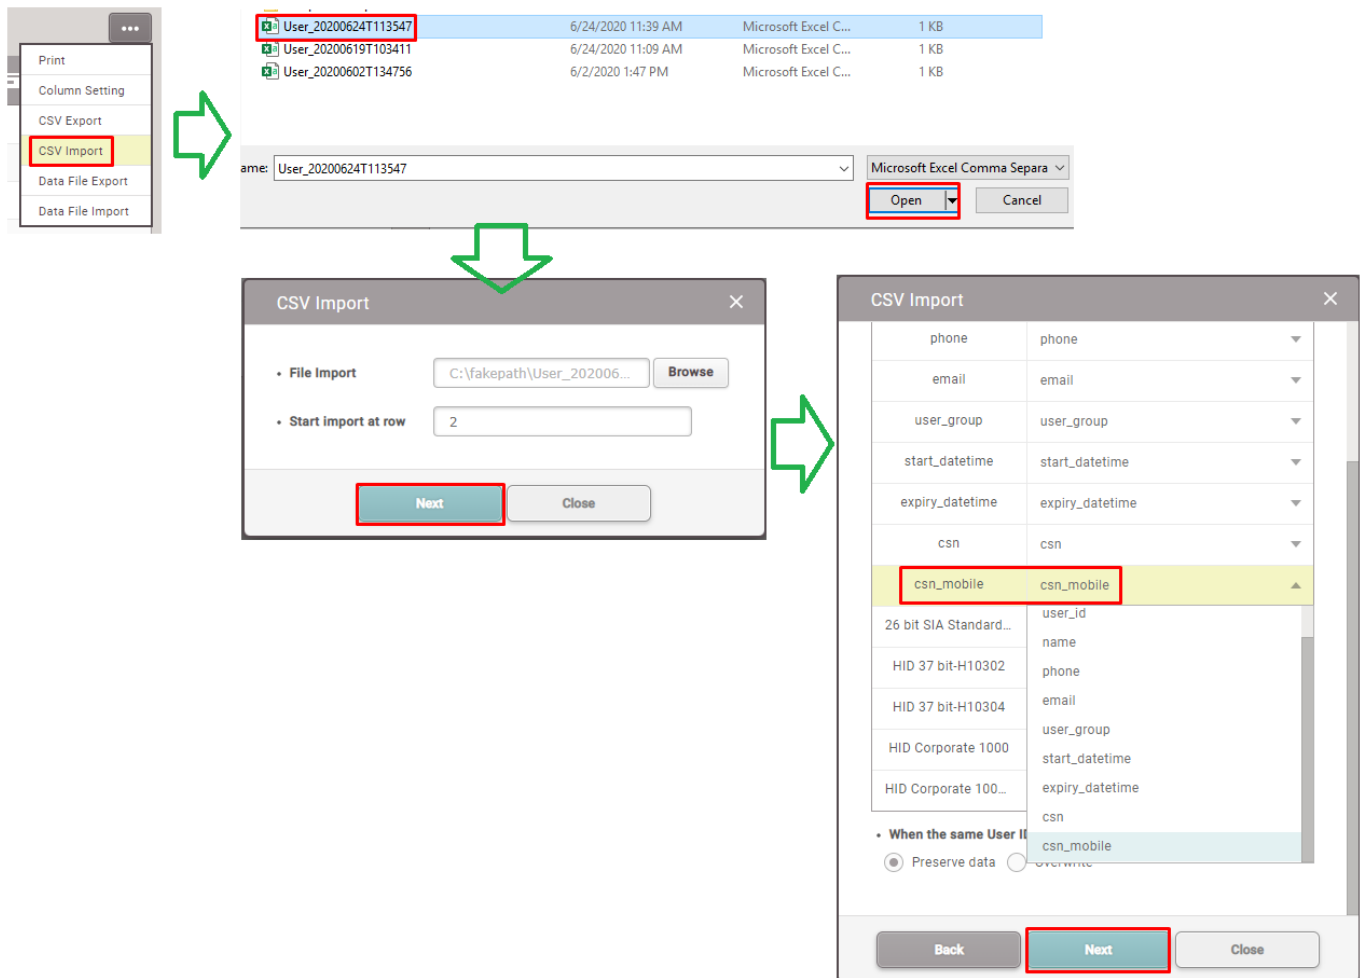 •••
Print
Column Setting
CSV Export
CSV Import
Data File Export
Data File Import
User_20200624T113547 6/24/2020 11:39 AM Microsoft Excel C... 1 KB
User_20200619T103411 6/24/2020 11:09 AM Microsoft Excel C... 1 KB
User_20200602T134756 6/2/2020 1:47 PM Microsoft Excel C... 1 KB
ame: User_20200624T113547 Microsoft Excel Comma Separa
Open Cancel
CSV Import
• File Import C:\fakepath\User_202006... Browse
• Start import at row 2
Next Close
CSV Import
phone phone
email email
user_group user_group
start_datetime start_datetime
expiry_datetime expiry_datetime
csn csn
csn_mobile csn_mobile
26 bit SIA Standard...
HID 37 bit-H10302
HID 37 bit-H10304
HID Corporate 1000
HID Corporate 100...
user_id
name
phone
email
user_group
start_datetime
expiry_datetime
csn
csn_mobile
• When the same User ID
Preserve data Overwrite
Back Next Close